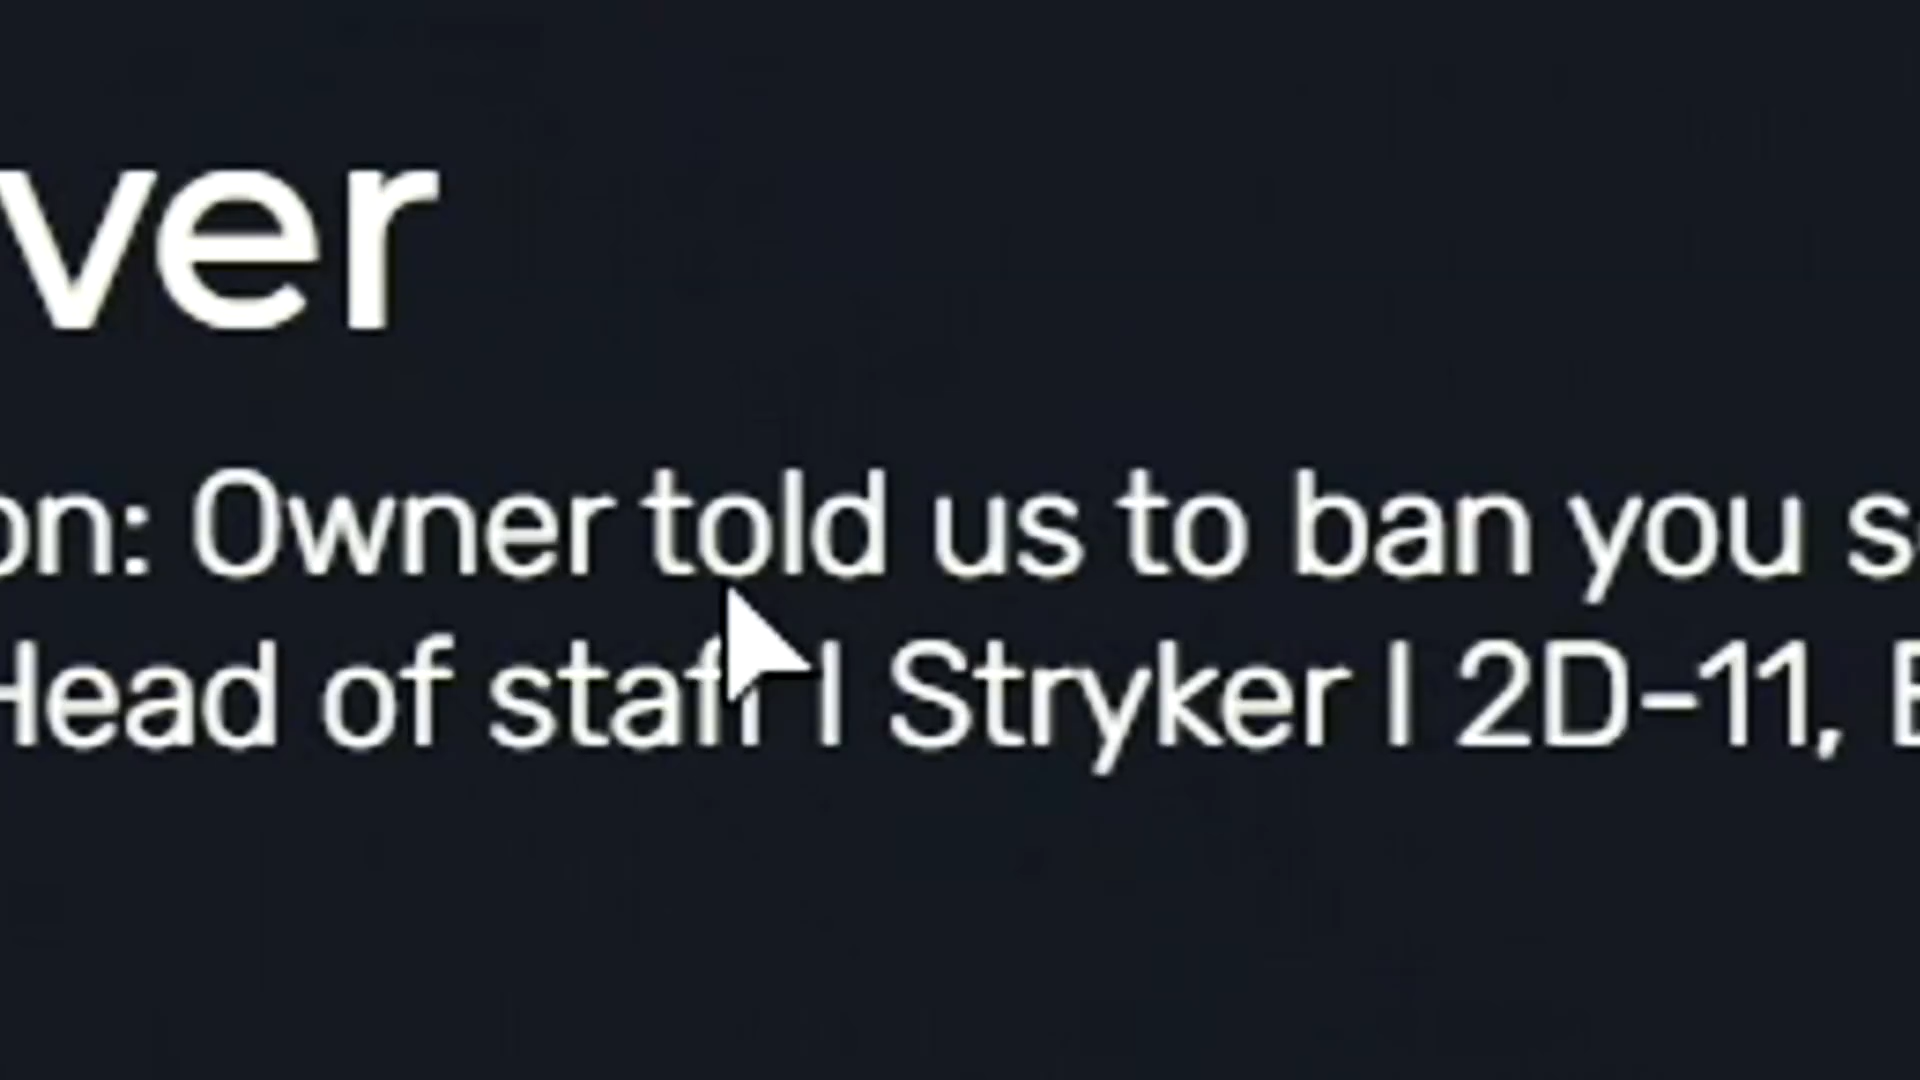 ver
on: Owner told us to ban you s
Head of staff | Stryker | 2D-11,